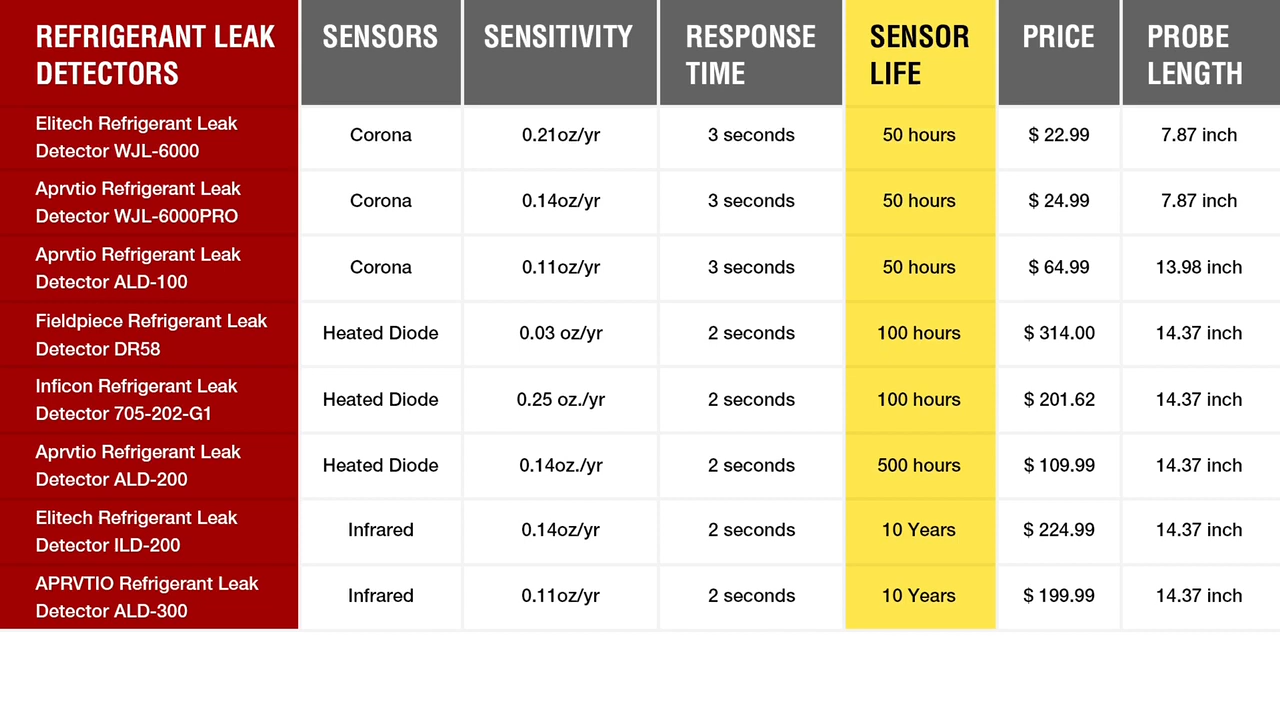 REFRIGERANT LEAK DETECTORS SENSORS SENSITIVITY RESPONSE TIME SENSOR LIFE PRICE PROBE LENGTH
Elitech Refrigerant Leak Detector WJL-6000 Corona 0.21oz/yr 3 seconds 50 hours $ 22.99 7.87 inch
Aprvtio Refrigerant Leak Detector WJL-6000PRO Corona 0.14oz/yr 3 seconds 50 hours $ 24.99 7.87 inch
Aprvtio Refrigerant Leak Detector ALD-100 Corona 0.11oz/yr 3 seconds 50 hours $ 64.99 13.98 inch
Fieldpiece Refrigerant Leak Detector DR58 Heated Diode 0.03 oz/yr 2 seconds 100 hours $ 314.00 14.37 inch
Inficon Refrigerant Leak Detector 705-202-G1 Heated Diode 0.25 oz./yr 2 seconds 100 hours $ 201.62 14.37 inch
Aprvtio Refrigerant Leak Detector ALD-200 Heated Diode 0.14oz./yr 2 seconds 500 hours $ 109.99 14.37 inch
Elitech Refrigerant Leak Detector ILD-200 Infrared 0.14oz/yr 2 seconds 10 Years $ 224.99 14.37 inch
APRVTIO Refrigerant Leak Detector ALD-300 Infrared 0.11oz/yr 2 seconds 10 Years $ 199.99 14.37 inch